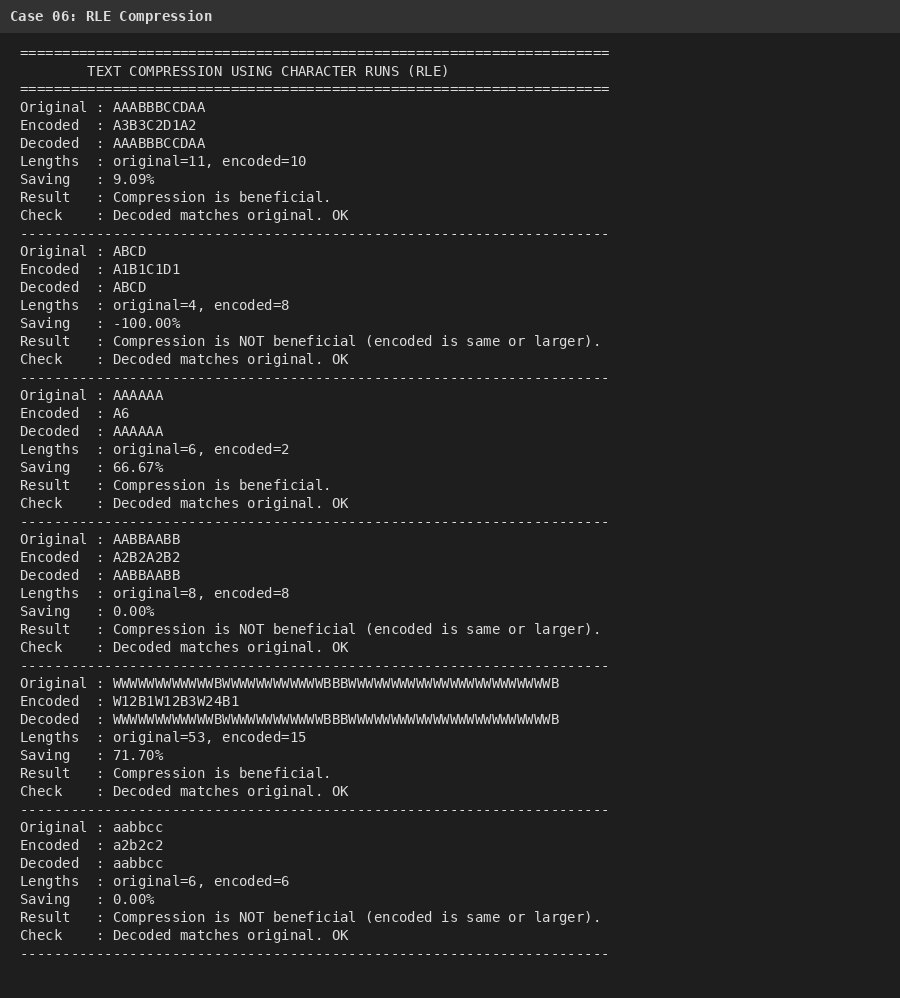 Case 06: RLE Compression
======================================================================
        TEXT COMPRESSION USING CHARACTER RUNS (RLE)
======================================================================
Original : AAABBBCCDAA
Encoded  : A3B3C2D1A2
Decoded  : AAABBBCCDAA
Lengths  : original=11, encoded=10
Saving   : 9.09%
Result   : Compression is beneficial.
Check    : Decoded matches original. OK
----------------------------------------------------------------------
Original : ABCD
Encoded  : A1B1C1D1
Decoded  : ABCD
Lengths  : original=4, encoded=8
Saving   : -100.00%
Result   : Compression is NOT beneficial (encoded is same or larger).
Check    : Decoded matches original. OK
----------------------------------------------------------------------
Original : AAAAAA
Encoded  : A6
Decoded  : AAAAAA
Lengths  : original=6, encoded=2
Saving   : 66.67%
Result   : Compression is beneficial.
Check    : Decoded matches original. OK
----------------------------------------------------------------------
Original : AABBAABB
Encoded  : A2B2A2B2
Decoded  : AABBAABB
Lengths  : original=8, encoded=8
Saving   : 0.00%
Result   : Compression is NOT beneficial (encoded is same or larger).
Check    : Decoded matches original. OK
----------------------------------------------------------------------
Original : WWWWWWWWWWWWBWWWWWWWWWWWWBBBWWWWWWWWWWWWWWWWWWWWWWWWB
Encoded  : W12B1W12B3W24B1
Decoded  : WWWWWWWWWWWWBWWWWWWWWWWWWBBBWWWWWWWWWWWWWWWWWWWWWWWWB
Lengths  : original=53, encoded=15
Saving   : 71.70%
Result   : Compression is beneficial.
Check    : Decoded matches original. OK
----------------------------------------------------------------------
Original : aabbcc
Encoded  : a2b2c2
Decoded  : aabbcc
Lengths  : original=6, encoded=6
Saving   : 0.00%
Result   : Compression is NOT beneficial (encoded is same or larger).
Check    : Decoded matches original. OK
----------------------------------------------------------------------